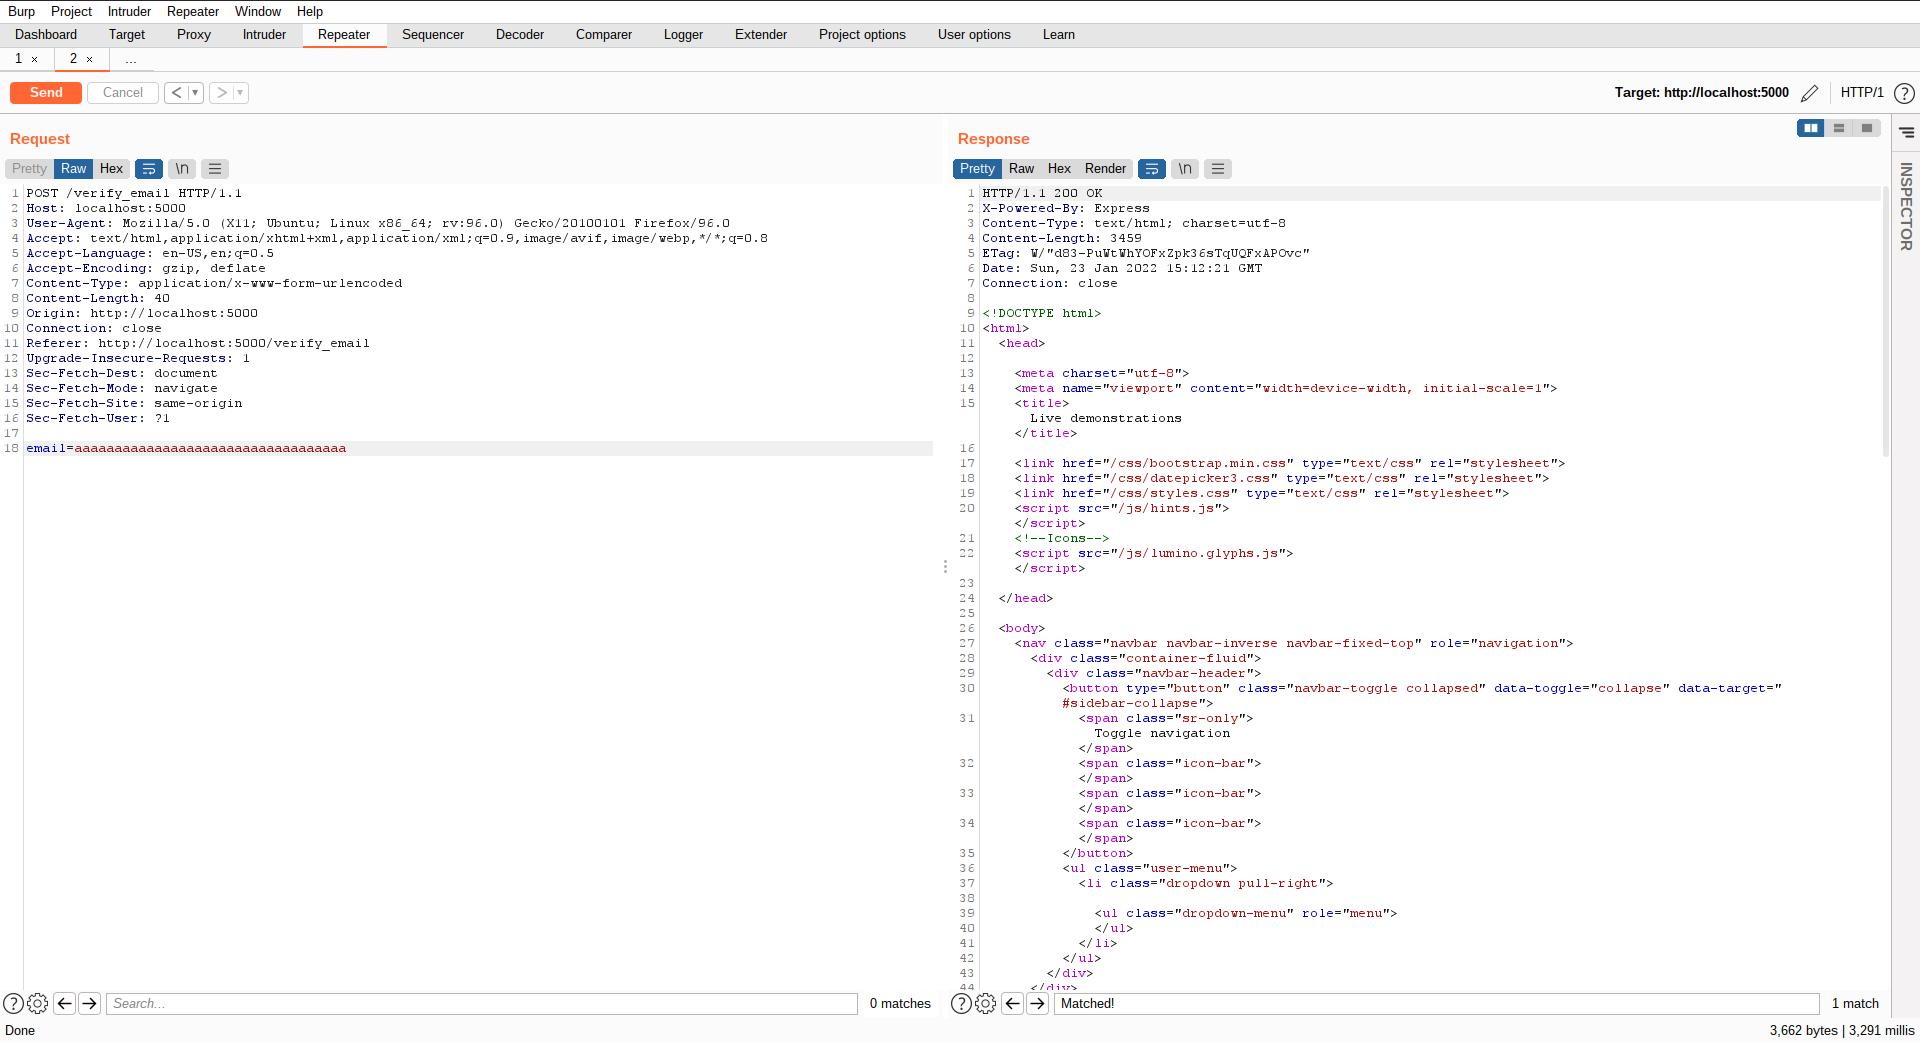 Burp Project Intruder Repeater Window Help
Dashboard Target Proxy Intruder Repeater Sequencer Decoder Comparer Logger Extender Project options User options Learn
1 × 2 × ...
Send Cancel < ▾ > ▾ Target: http://localhost:5000 HTTP/1 ?
Request
Pretty Raw Hex \n
1 POST /verify_email HTTP/1.1
2 Host: localhost:5000
3 User-Agent: Mozilla/5.0 (X11; Ubuntu; Linux x86_64; rv:96.0) Gecko/20100101 Firefox/96.0
4 Accept: text/html,application/xhtml+xml,application/xml;q=0.9,image/avif,image/webp,*/*;q=0.8
5 Accept-Language: en-US,en;q=0.5
6 Accept-Encoding: gzip, deflate
7 Content-Type: application/x-www-form-urlencoded
8 Content-Length: 40
9 Origin: http://localhost:5000
10 Connection: close
11 Referer: http://localhost:5000/verify_email
12 Upgrade-Insecure-Requests: 1
13 Sec-Fetch-Dest: document
14 Sec-Fetch-Mode: navigate
15 Sec-Fetch-Site: same-origin
16 Sec-Fetch-User: ?1
17
18 email=aaaaaaaaaaaaaaaaaaaaaaaaaaaaaaaaaa
? Search... 0 matches
Response
Pretty Raw Hex Render \n
1 HTTP/1.1 200 OK
2 X-Powered-By: Express
3 Content-Type: text/html; charset=utf-8
4 Content-Length: 3459
5 ETag: W/"d83-PuWtWhYOFxZpk36sTqUQFxAPOvc"
6 Date: Sun, 23 Jan 2022 15:12:21 GMT
7 Connection: close
8
9 <!DOCTYPE html>
10 <html>
11 <head>
12
13 <meta charset="utf-8">
14 <meta name="viewport" content="width=device-width, initial-scale=1">
15 <title>
Live demonstrations
</title>
16
17 <link href="/css/bootstrap.min.css" type="text/css" rel="stylesheet">
18 <link href="/css/datepicker3.css" type="text/css" rel="stylesheet">
19 <link href="/css/styles.css" type="text/css" rel="stylesheet">
20 <script src="/js/hints.js">
</script>
21 <!--Icons-->
22 <script src="/js/lumino.glyphs.js">
</script>
23
24 </head>
25
26 <body>
27 <nav class="navbar navbar-inverse navbar-fixed-top" role="navigation">
28 <div class="container-fluid">
29 <div class="navbar-header">
30 <button type="button" class="navbar-toggle collapsed" data-toggle="collapse" data-target="
#sidebar-collapse">
31 <span class="sr-only">
Toggle navigation
</span>
32 <span class="icon-bar">
</span>
33 <span class="icon-bar">
</span>
34 <span class="icon-bar">
</span>
35 </button>
36 <ul class="user-menu">
37 <li class="dropdown pull-right">
38
39 <ul class="dropdown-menu" role="menu">
40 </ul>
41 </li>
42 </ul>
43 </div>
44 </div>
? Matched! 1 match
INSPECTOR
Done 3,662 bytes | 3,291 millis